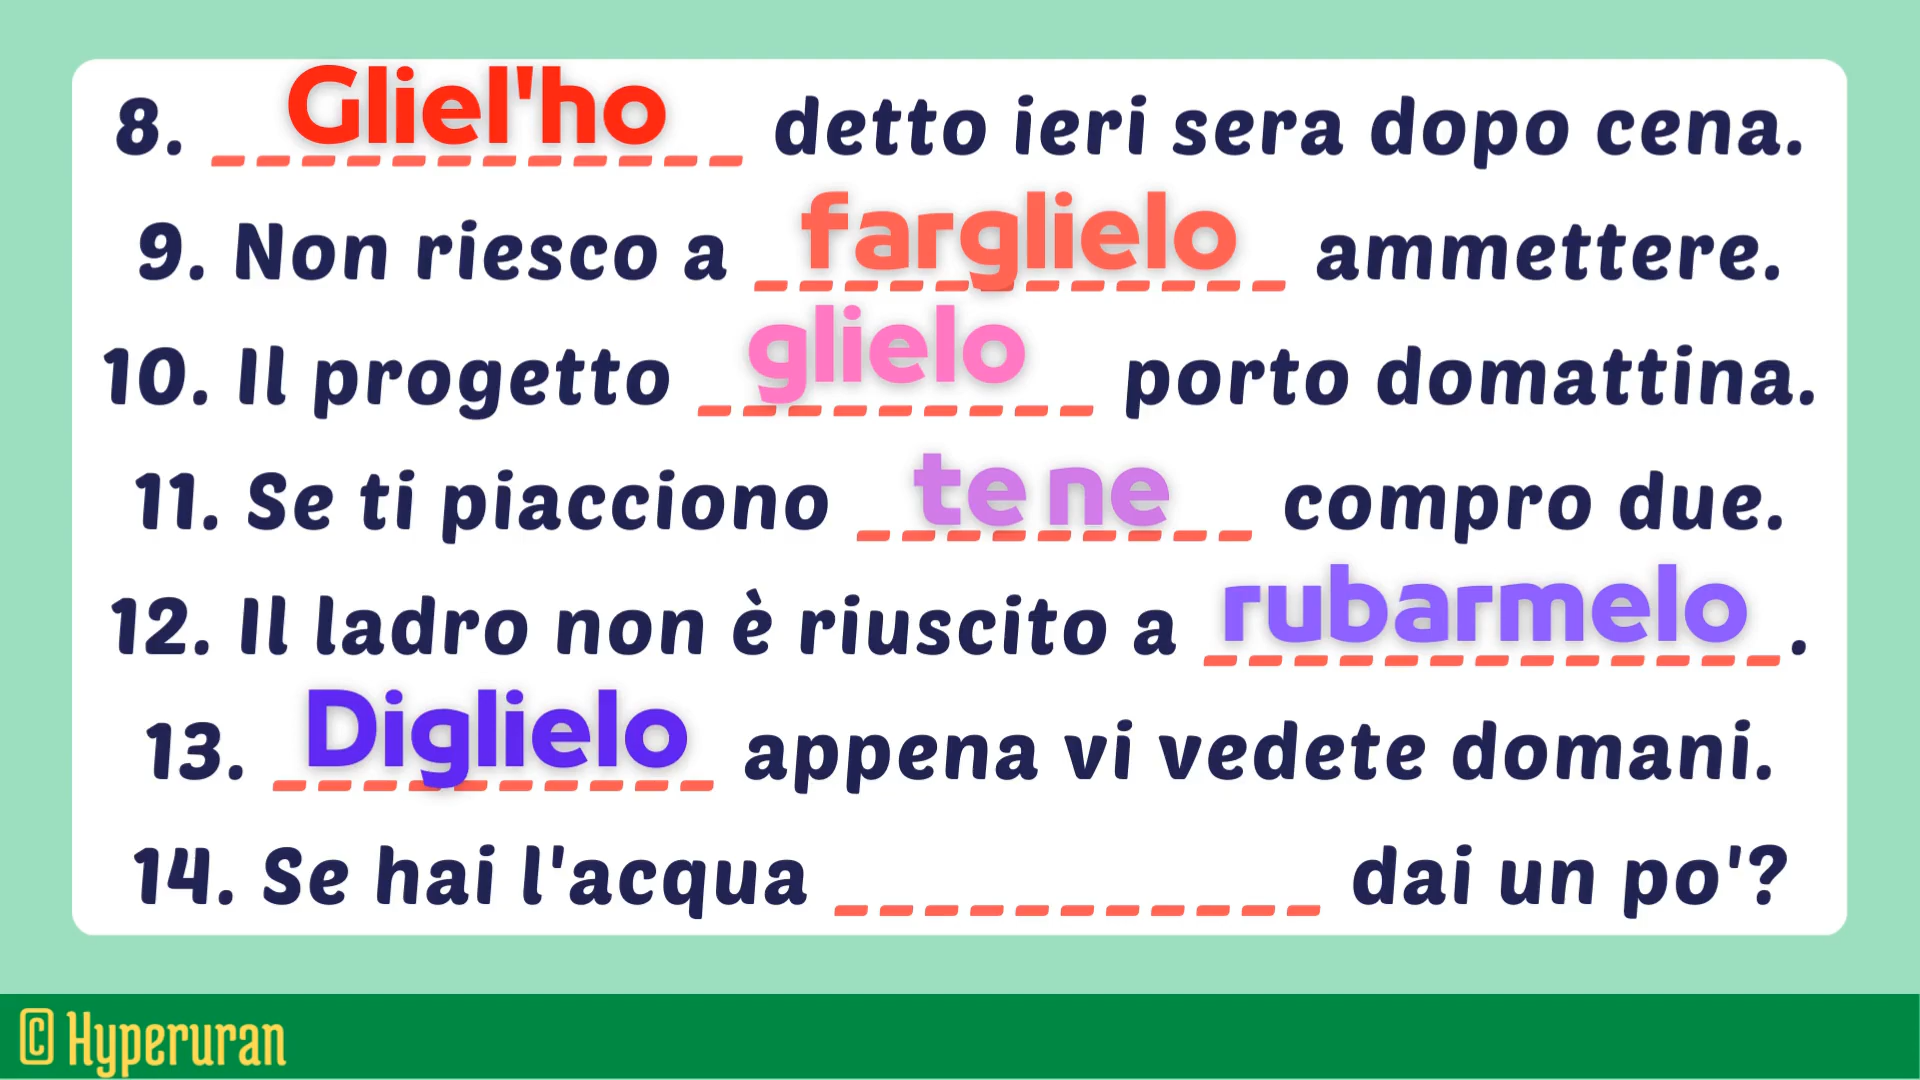 8. Gliel'ho detto ieri sera dopo cena.
9. Non riesco a farglielo ammettere.
10. Il progetto glielo porto domattina.
11. Se ti piacciono te ne compro due.
12. Il ladro non è riuscito a rubarmelo.
13. Diglielo appena vi vedete domani.
14. Se hai l'acqua ___________ dai un po'?
© Hyperuran